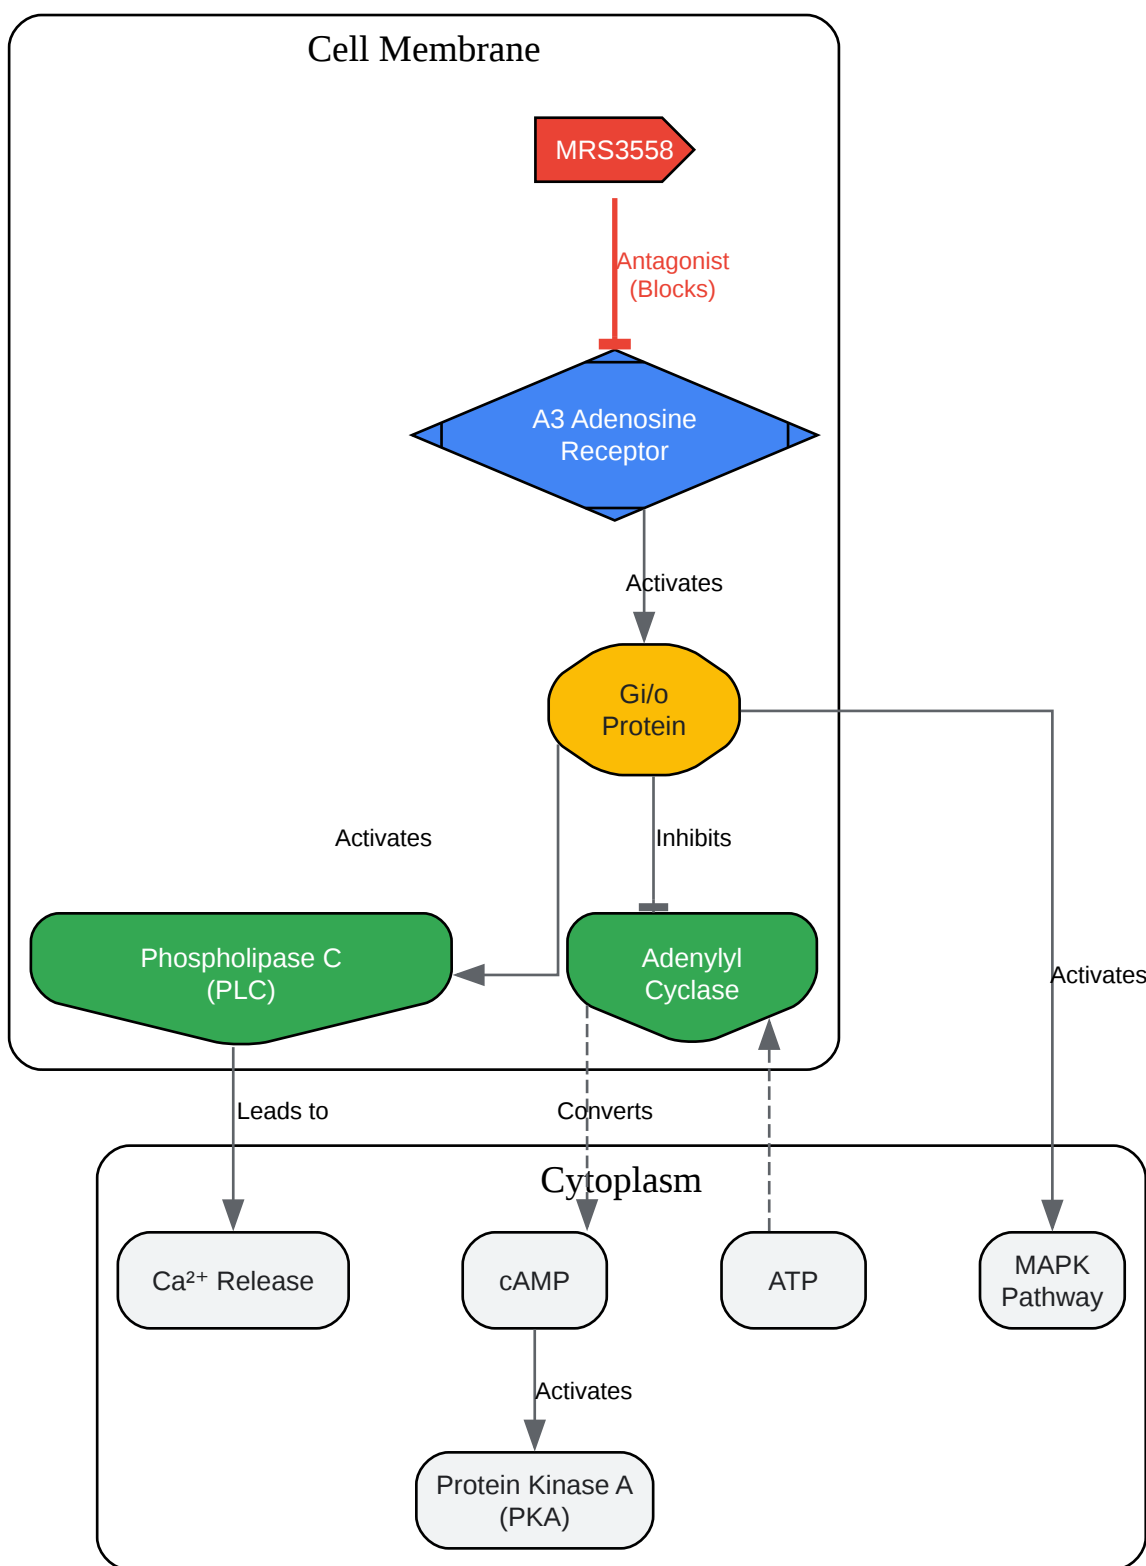 Cell Membrane
MRS3558
Antagonist
(Blocks)
A3 Adenosine
Receptor
Activates
Gi/o
Protein
Activates
Inhibits
Phospholipase C
(PLC)
Adenylyl
Cyclase
Activates
Leads to
Converts
Cytoplasm
Ca²⁺ Release
cAMP
ATP
MAPK
Pathway
Activates
Protein Kinase A
(PKA)